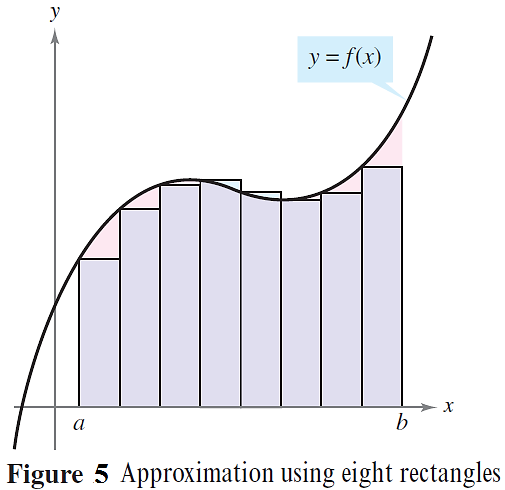 y
y = f(x)
x
a
b
Figure 5 Approximation using eight rectangles